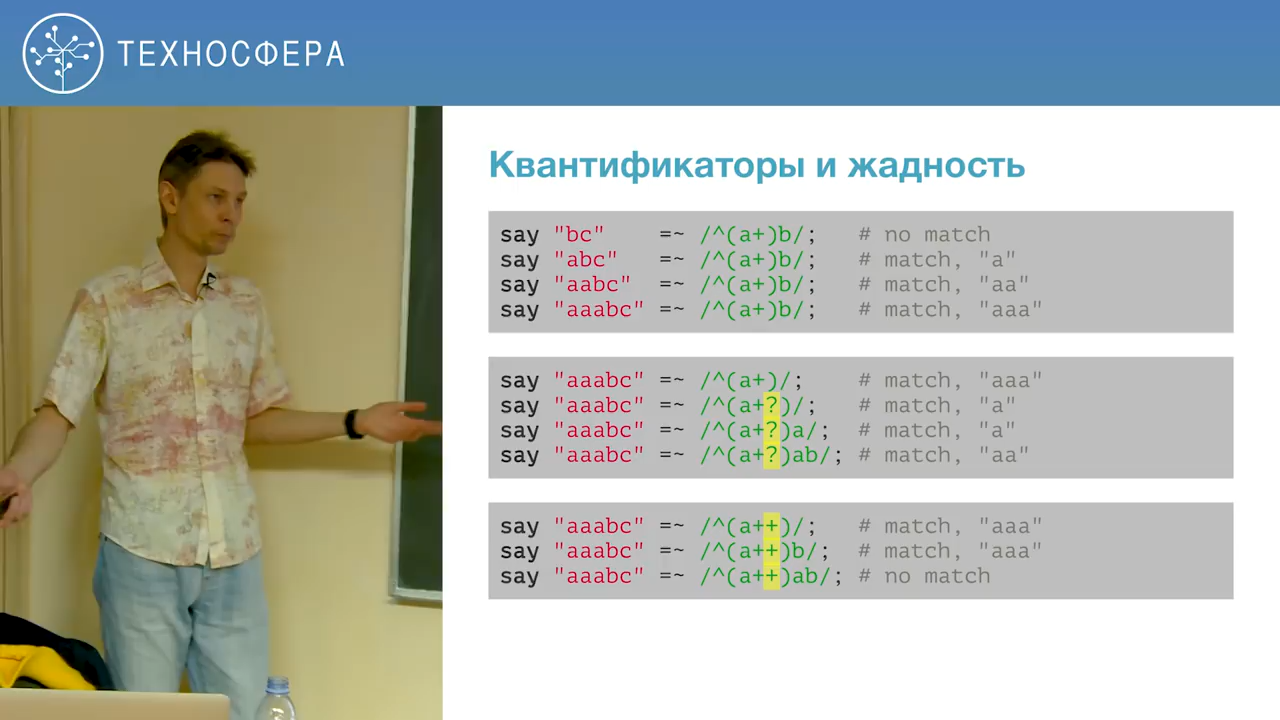 ТЕХНОСФЕРА
Квантификаторы и жадность
say "bc"    =~ /^(a+)b/;   # no match
say "abc"   =~ /^(a+)b/;   # match, "a"
say "aabc"  =~ /^(a+)b/;   # match, "aa"
say "aaabc" =~ /^(a+)b/;   # match, "aaa"
say "aaabc" =~ /^(a+)/;    # match, "aaa"
say "aaabc" =~ /^(a+?)/;   # match, "a"
say "aaabc" =~ /^(a+?)a/;  # match, "a"
say "aaabc" =~ /^(a+?)ab/; # match, "aa"
say "aaabc" =~ /^(a++)/;   # match, "aaa"
say "aaabc" =~ /^(a++)b/;  # match, "aaa"
say "aaabc" =~ /^(a++)ab/; # no match